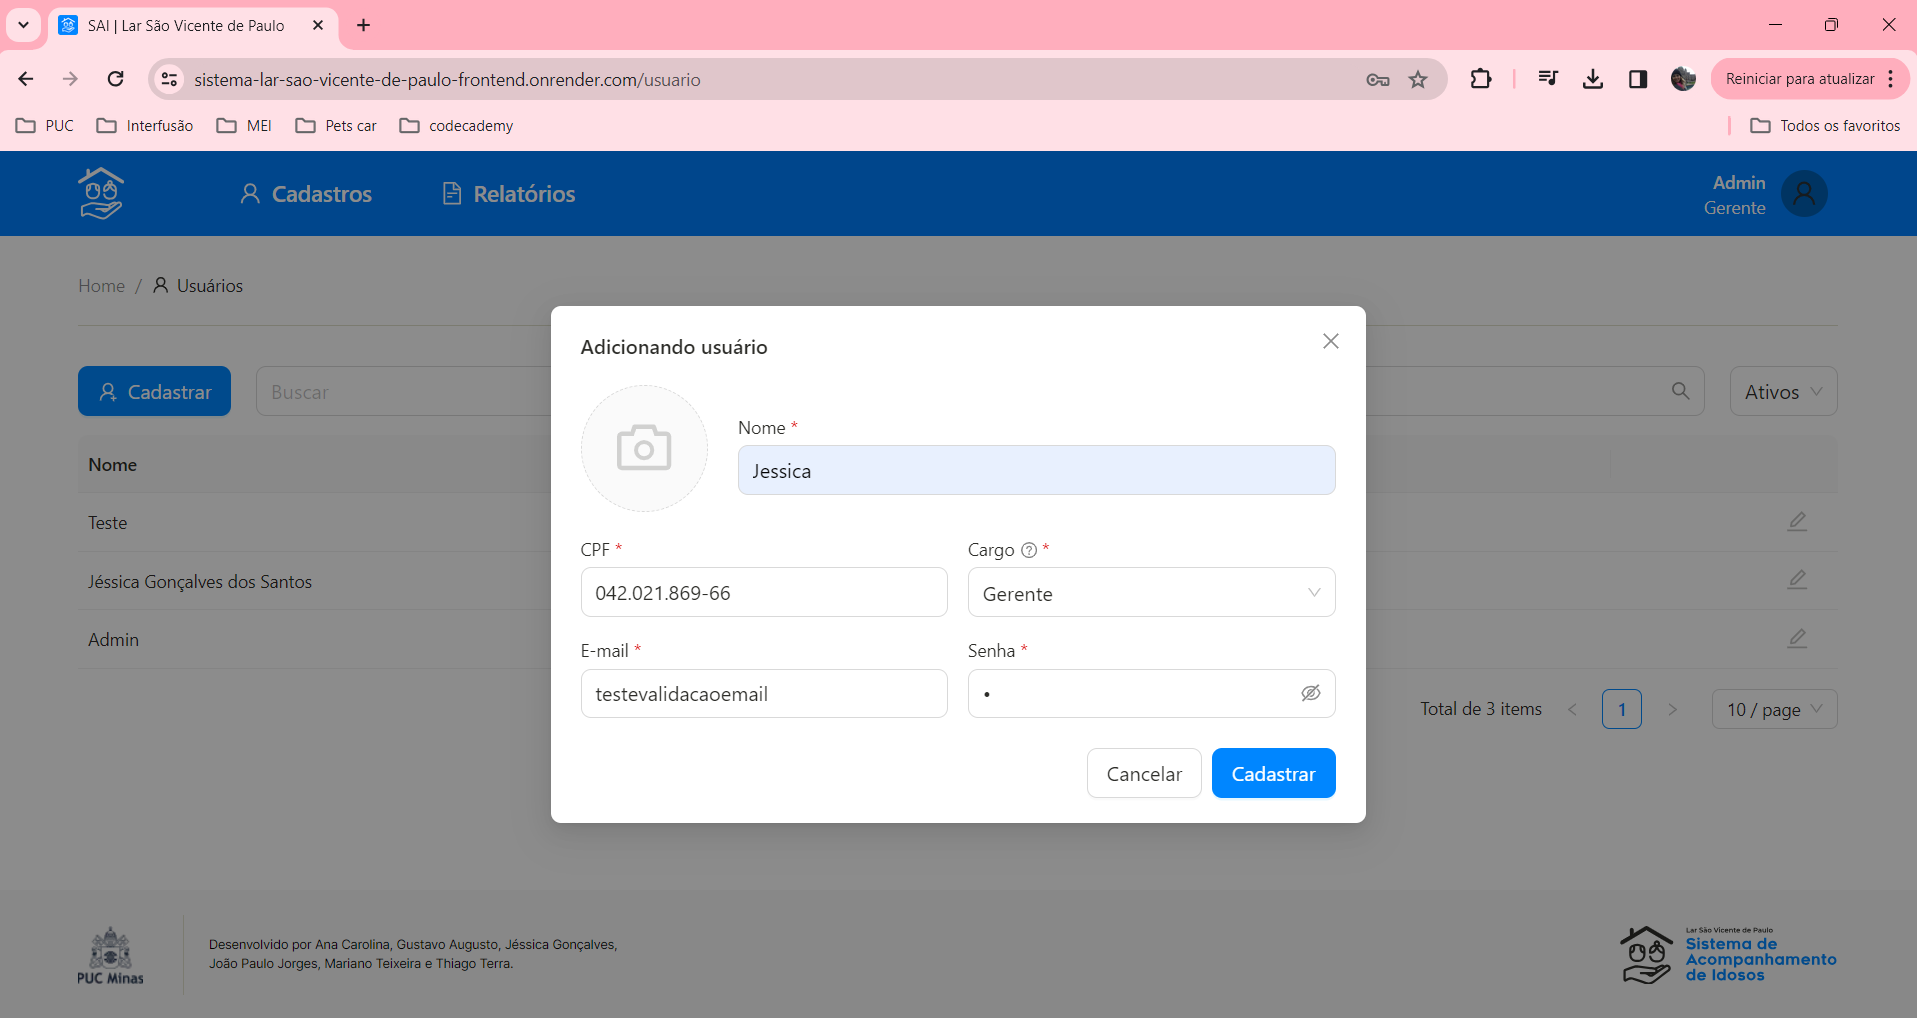 SAI | Lar São Vicente de Paulo
sistema-lar-sao-vicente-de-paulo-frontend.onrender.com/usuario
Reiniciar para atualizar
PUC
Interfusão
MEI
Pets car
codecademy
Todos os favoritos
Cadastros
Relatórios
Admin
Gerente
Home / Usuários
Cadastrar
Buscar
Ativos
Nome
Teste
Jéssica Gonçalves dos Santos
Admin
Total de 3 items
1
10 / page
Adicionando usuário
Nome *
Jessica
CPF *
042.021.869-66
Cargo ? *
Gerente
E-mail *
testevalidacaoemail
Senha *
•
Cancelar
Cadastrar
PUC Minas
Desenvolvido por Ana Carolina, Gustavo Augusto, Jéssica Gonçalves,
João Paulo Jorges, Mariano Teixeira e Thiago Terra.
Lar São Vicente de Paulo
Sistema de
Acompanhamento
de Idosos